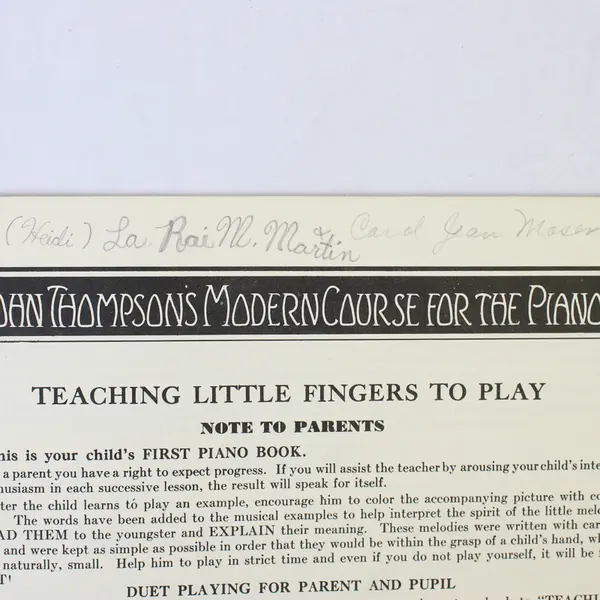 (Heidi) La Rai M. Martin & Carol Jean Moser
OHN THOMPSON'S MODERN COURSE FOR THE PIANO
TEACHING LITTLE FINGERS TO PLAY
NOTE TO PARENTS
his is your child's FIRST PIANO BOOK.
a parent you have a right to expect progress. If you will assist the teacher by arousing your child's inte
husiasm in each successive lesson, the result will speak for itself.
ter the child learns to play an example, encourage him to color the accompanying picture with co
The words have been added to the musical examples to help interpret the spirit of the little melo
AD THEM to the youngster and EXPLAIN their meaning. These melodies were written with car
and were kept as simple as possible in order that they would be within the grasp of a child's hand, wh
naturally, small. Help him to play in strict time and even if you do not play yourself, it will be f
T!
DUET PLAYING FOR PARENT AND PUPIL
"TEACHI